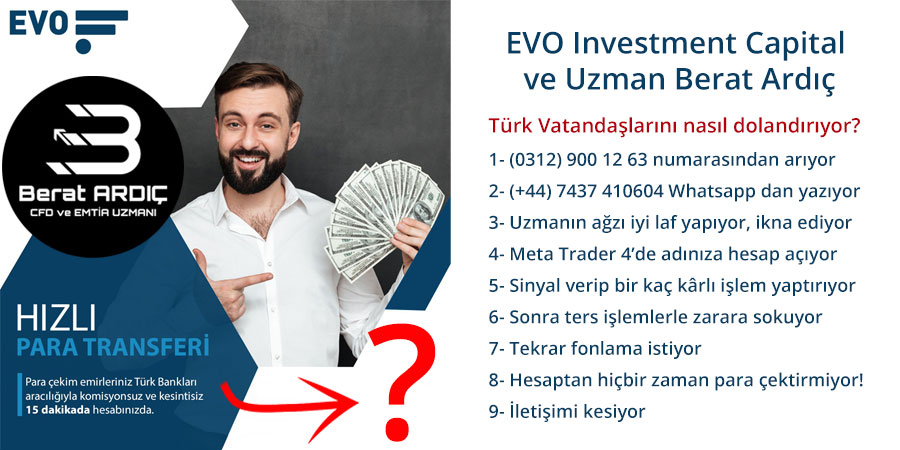 EVO
Berat ARDIÇ
CFD ve EMTİA UZMANI
HIZLI
PARA TRANSFERİ
Para çekim emirleriniz Türk Bankları
aracılığıyla komisyonsuz ve kesintisiz
15 dakikada hesabınızda.
?
EVO Investment Capital
ve Uzman Berat Ardıç
Türk Vatandaşlarını nasıl dolandırıyor?
1- (0312) 900 12 63 numarasından arıyor
2- (+44) 7437 410604 Whatsapp dan yazıyor
3- Uzmanın ağzı iyi laf yapıyor, ikna ediyor
4- Meta Trader 4’de adınıza hesap açıyor
5- Sinyal verip bir kaç kârlı işlem yaptırıyor
6- Sonra ters işlemlerle zarara sokuyor
7- Tekrar fonlama istiyor
8- Hesaptan hiçbir zaman para çektirmiyor!
9- İletişimi kesiyor